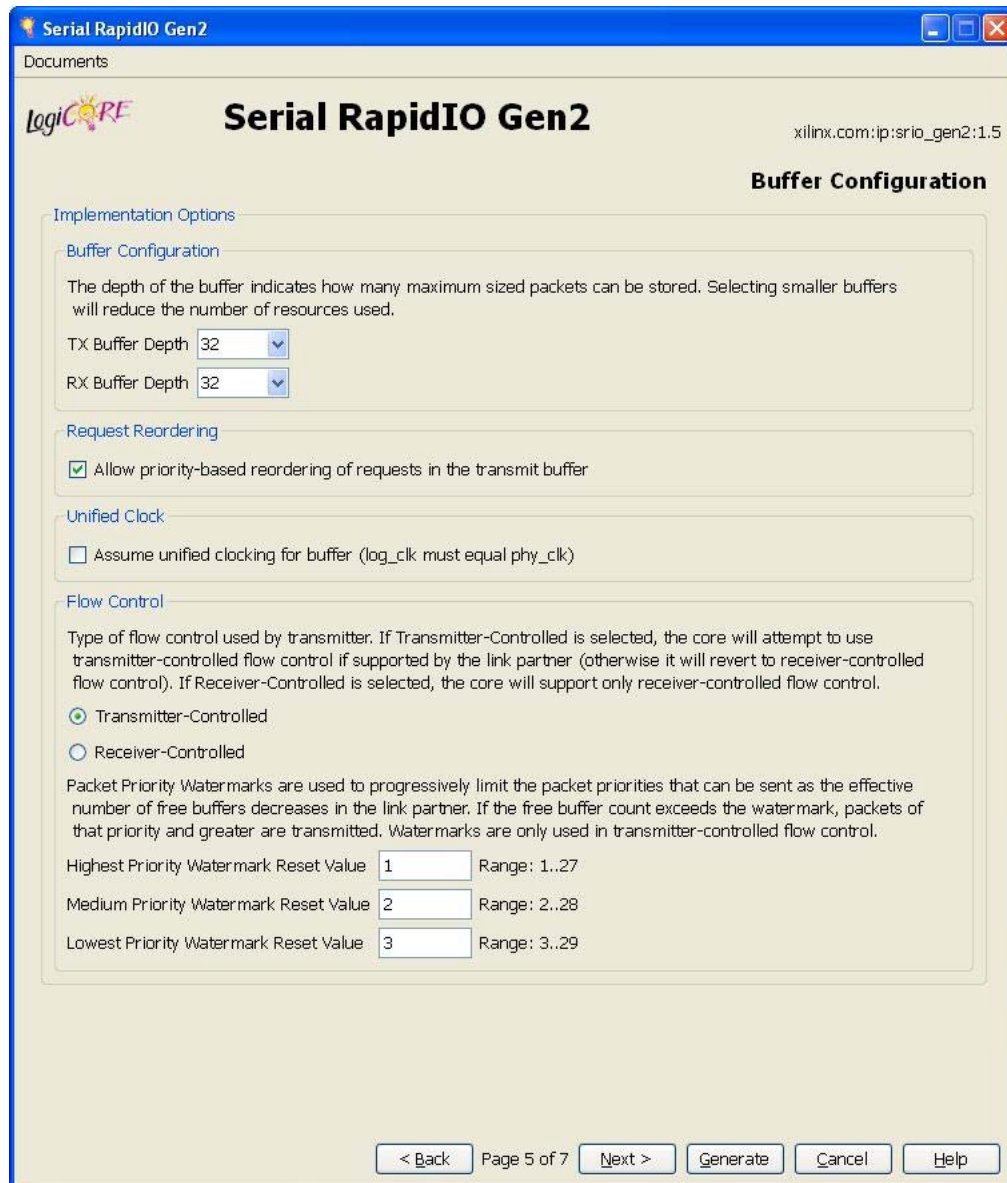 Serial RapidIO Gen2
Documents
LogiCORE
Serial RapidIO Gen2
xilinx.com:ip:srio_gen2:1.5
Buffer Configuration
Implementation Options
Buffer Configuration
The depth of the buffer indicates how many maximum sized packets can be stored. Selecting smaller buffers
will reduce the number of resources used.
TX Buffer Depth 32
RX Buffer Depth 32
Request Reordering
Allow priority-based reordering of requests in the transmit buffer
Unified Clock
Assume unified clocking for buffer (log_clk must equal phy_clk)
Flow Control
Type of flow control used by transmitter. If Transmitter-Controlled is selected, the core will attempt to use
transmitter-controlled flow control if supported by the link partner (otherwise it will revert to receiver-controlled
flow control). If Receiver-Controlled is selected, the core will support only receiver-controlled flow control.
Transmitter-Controlled
Receiver-Controlled
Packet Priority Watermarks are used to progressively limit the packet priorities that can be sent as the effective
number of free buffers decreases in the link partner. If the free buffer count exceeds the watermark, packets of
that priority and greater are transmitted. Watermarks are only used in transmitter-controlled flow control.
Highest Priority Watermark Reset Value 1 Range: 1..27
Medium Priority Watermark Reset Value 2 Range: 2..28
Lowest Priority Watermark Reset Value 3 Range: 3..29
< Back Page 5 of 7 Next > Generate Cancel Help